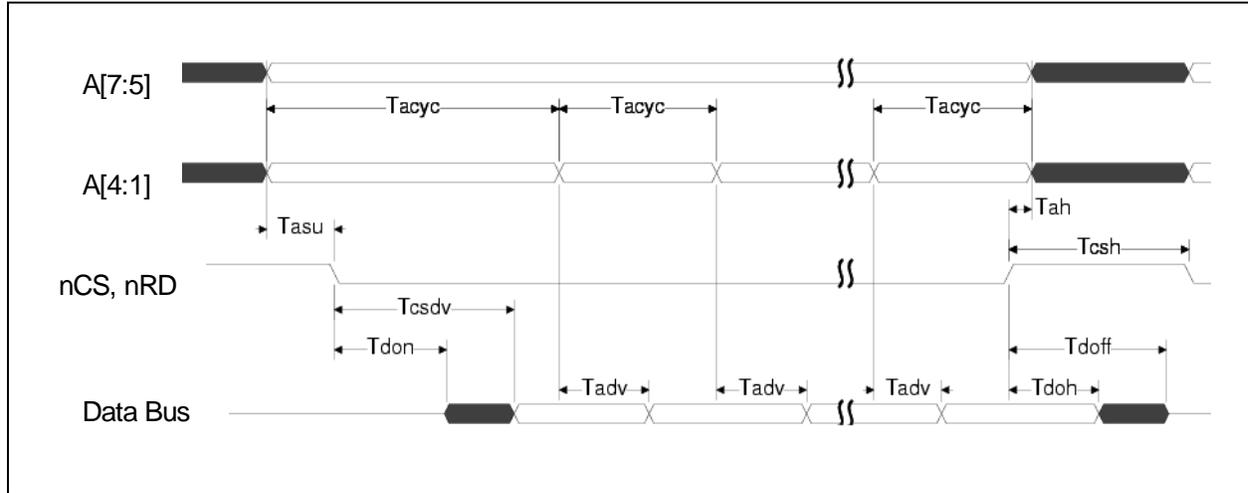 A[7:5]
Tacyc Tacyc Tacyc
A[4:1]
Tasu Tah
Tcsh
nCS, nRD
Tcsdv
Tdon Tdoff
Tadv Tadv Tadv Tdoh
Data Bus